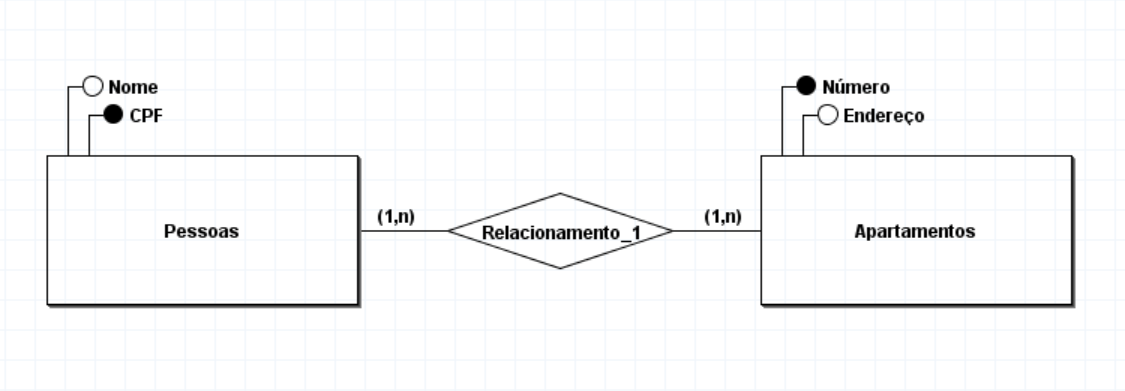 Nome
CPF
Número
Endereço
Pessoas
(1,n)
Relacionamento_1
(1,n)
Apartamentos